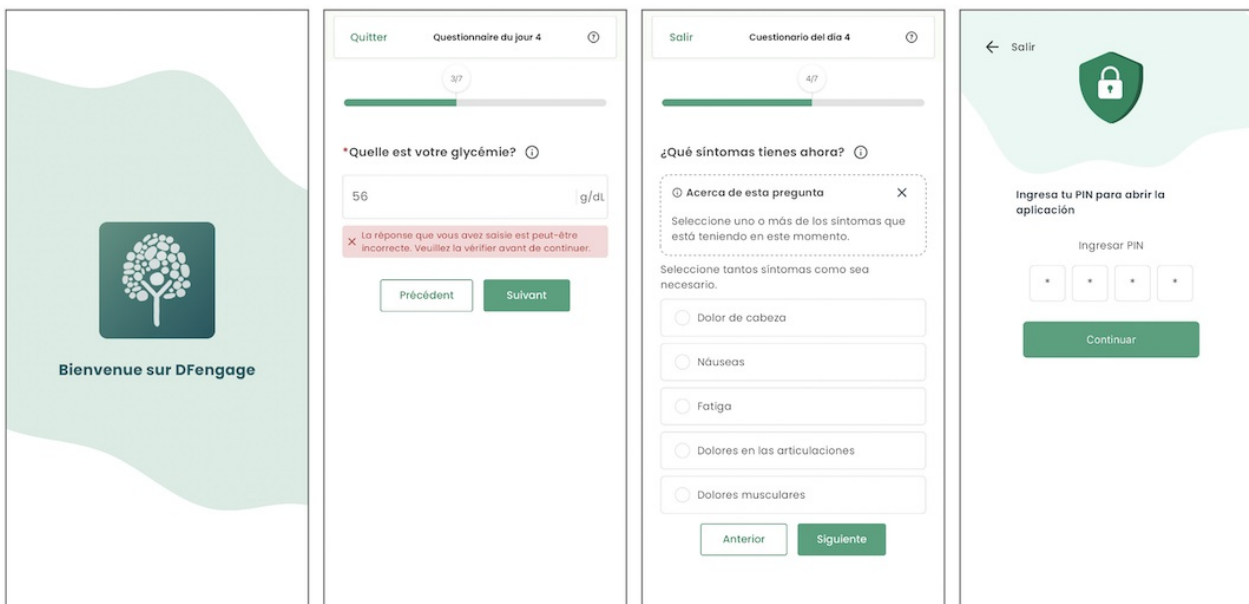 Bienvenue sur DFengage
Quitter
Questionnaire du jour 4
3/7
*Quelle est votre glycémie?
56
g/dL
La réponse que vous avez saisie est peut-être
incorrecte. Veuillez la vérifier avant de continuer.
Précédent
Suivant
Salir
Cuestionario del día 4
4/7
¿Qué síntomas tienes ahora?
Acerca de esta pregunta
Seleccione uno o más de los síntomas que
está teniendo en este momento.
Seleccione tantos síntomas como sea
necesario.
Dolor de cabeza
Náuseas
Fatiga
Dolores en las articulaciones
Dolores musculares
Anterior
Siguiente
Salir
Ingresa tu PIN para abrir la
aplicación
Ingresar PIN
* * * *
Continuar